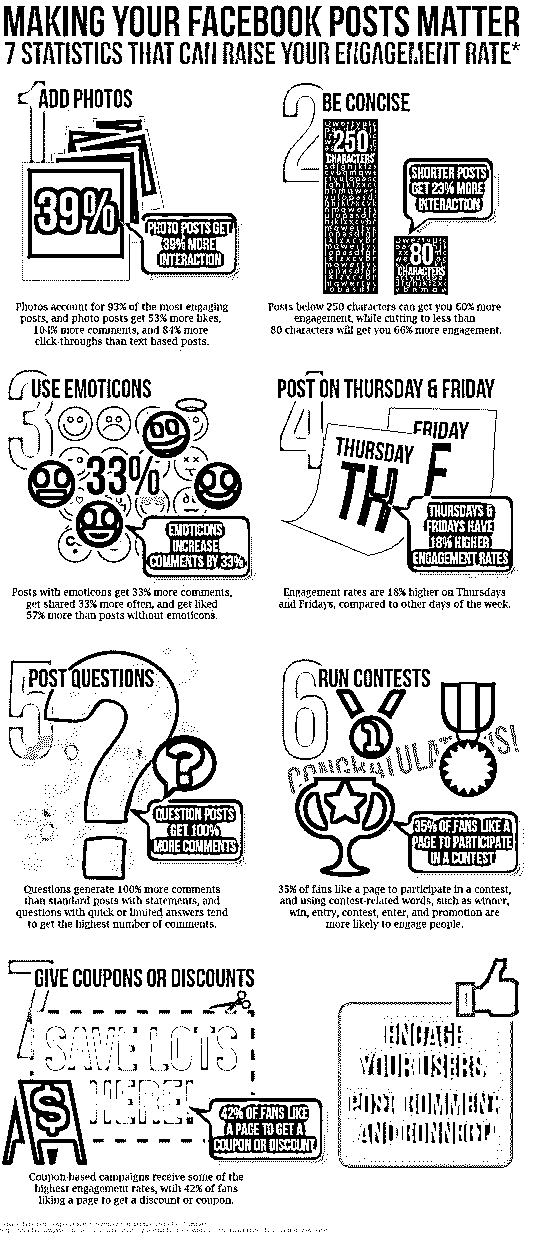 MAKING YOUR FACEBOOK POSTS MATTER
7 STATISTICS THAT CAN RAISE YOUR ENGAGEMENT RATE*
1 ADD PHOTOS
39%
PHOTO POSTS GET
39% MORE
INTERACTION
Photos account for 93% of the most engaging
posts, and photo posts get 53% more likes,
104% more comments, and 84% more
click-throughs than text based posts.
2 BE CONCISE
250
CHARACTERS
SHORTER POSTS
GET 23% MORE
INTERACTION
80
CHARACTERS
Posts below 250 characters can get you 60% more
engagement, while cutting to less than
80 characters will get you 66% more engagement.
3 USE EMOTICONS
33%
EMOTICONS
INCREASE
COMMENTS BY 33%
Posts with emoticons get 33% more comments,
get shared 33% more often, and get liked
57% more than posts without emoticons.
4 POST ON THURSDAY & FRIDAY
FRIDAY
F
THURSDAY
TH
THURSDAYS &
FRIDAYS HAVE
18% HIGHER
ENGAGEMENT RATES
Engagement rates are 18% higher on Thursdays
and Fridays, compared to other days of the week.
5 POST QUESTIONS
?
?
QUESTION POSTS
GET 100%
MORE COMMENTS
Questions generate 100% more comments
than standard posts with statements, and
questions with quick or limited answers tend
to get the highest number of comments.
6 RUN CONTESTS
1
CONGRATULATIONS!
35% OF FANS LIKE A
PAGE TO PARTICIPATE
IN A CONTEST
35% of fans like a page to participate in a contest,
and using contest-related words, such as winner,
win, entry, contest, enter, and promotion are
more likely to engage people.
7 GIVE COUPONS OR DISCOUNTS
SAVE LOTS
HERE!
$
42% OF FANS LIKE
A PAGE TO GET A
COUPON OR DISCOUNT
Coupon-based campaigns receive some of the
highest engagement rates, with 42% of fans
liking a page to get a discount or coupon.
ENGAGE
YOUR USERS.
POST, COMMENT
AND CONNECT!